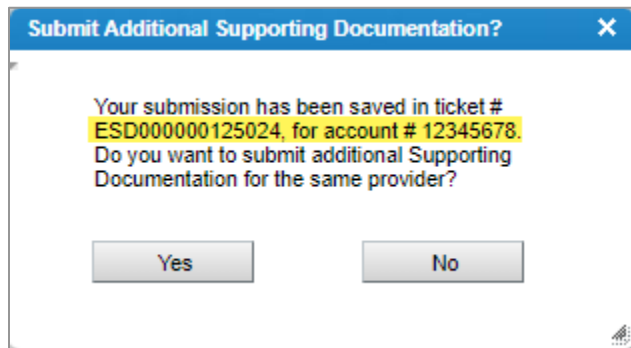 Submit Additional Supporting Documentation?
Your submission has been saved in ticket #
ESD000000125024, for account # 12345678.
Do you want to submit additional Supporting
Documentation for the same provider?
Yes
No